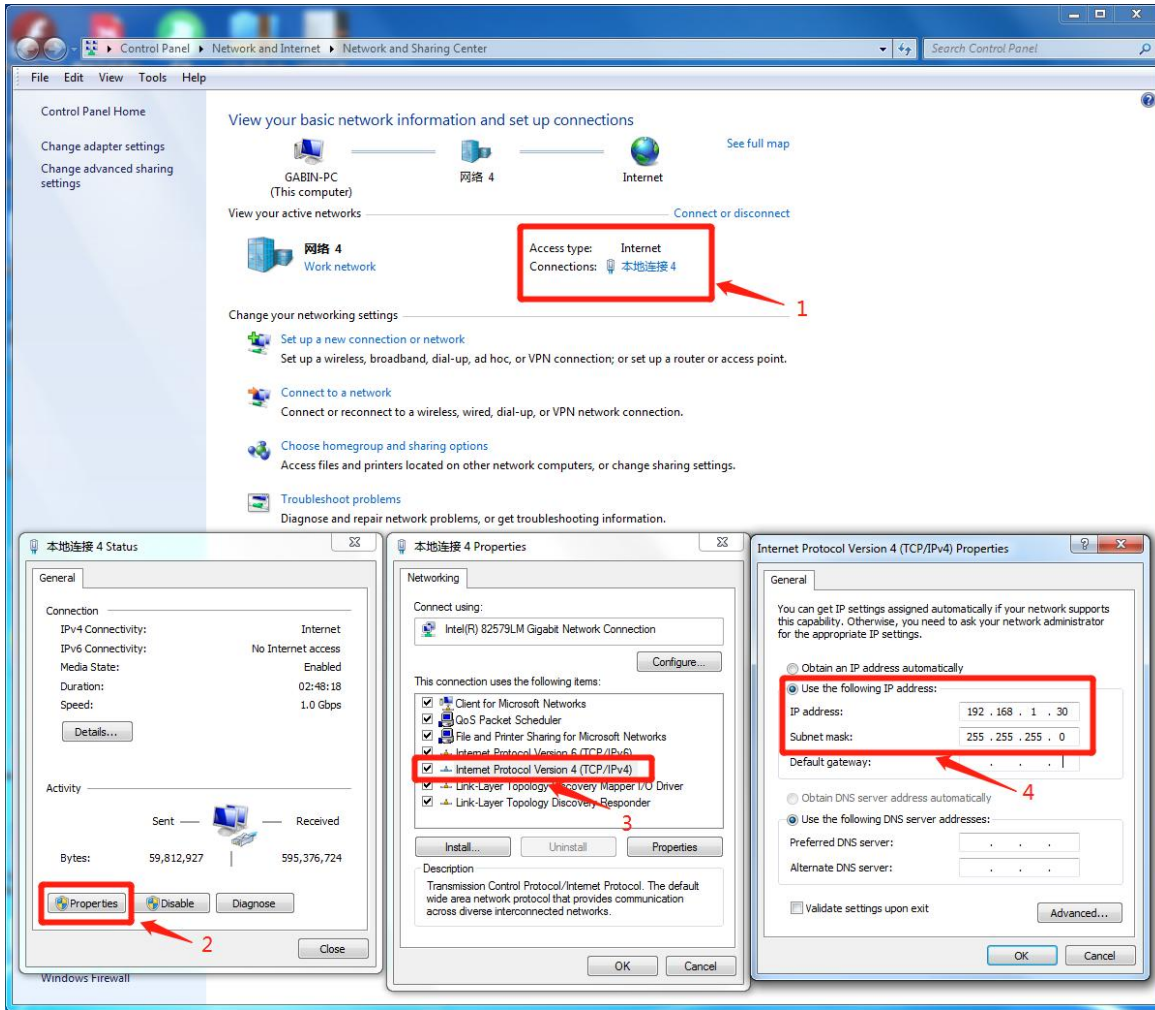 Control Panel ▸ Network and Internet ▸ Network and Sharing Center
Search Control Panel
File Edit View Tools Help
Control Panel Home
Change adapter settings
Change advanced sharing
settings
View your basic network information and set up connections
See full map
GABIN-PC
(This computer)
网络 4
Internet
View your active networks
Connect or disconnect
网络 4
Work network
Access type: Internet
Connections: 本地连接 4
1
Change your networking settings
Set up a new connection or network
Set up a wireless, broadband, dial-up, ad hoc, or VPN connection; or set up a router or access point.
Connect to a network
Connect or reconnect to a wireless, wired, dial-up, or VPN network connection.
Choose homegroup and sharing options
Access files and printers located on other network computers, or change sharing settings.
Troubleshoot problems
Diagnose and repair network problems, or get troubleshooting information.
本地连接 4 Status
General
Connection
IPv4 Connectivity: Internet
IPv6 Connectivity: No Internet access
Media State: Enabled
Duration: 02:48:18
Speed: 1.0 Gbps
Details...
Activity
Sent — — Received
Bytes: 59,812,927 | 595,376,724
Properties Disable Diagnose
2
Close
Windows Firewall
本地连接 4 Properties
Networking
Connect using:
Intel(R) 82579LM Gigabit Network Connection
Configure...
This connection uses the following items:
Client for Microsoft Networks
QoS Packet Scheduler
File and Printer Sharing for Microsoft Networks
Internet Protocol Version 6 (TCP/IPv6)
Internet Protocol Version 4 (TCP/IPv4)
Link-Layer Topology Discovery Mapper I/O Driver
Link-Layer Topology Discovery Responder
3
Install... Uninstall Properties
Description
Transmission Control Protocol/Internet Protocol. The default
wide area network protocol that provides communication
across diverse interconnected networks.
OK Cancel
Internet Protocol Version 4 (TCP/IPv4) Properties
General
You can get IP settings assigned automatically if your network supports
this capability. Otherwise, you need to ask your network administrator
for the appropriate IP settings.
Obtain an IP address automatically
Use the following IP address:
IP address: 192 . 168 . 1 . 30
Subnet mask: 255 . 255 . 255 . 0
Default gateway: . . .
4
Obtain DNS server address automatically
Use the following DNS server addresses:
Preferred DNS server: . . .
Alternate DNS server: . . .
Validate settings upon exit
Advanced...
OK Cancel